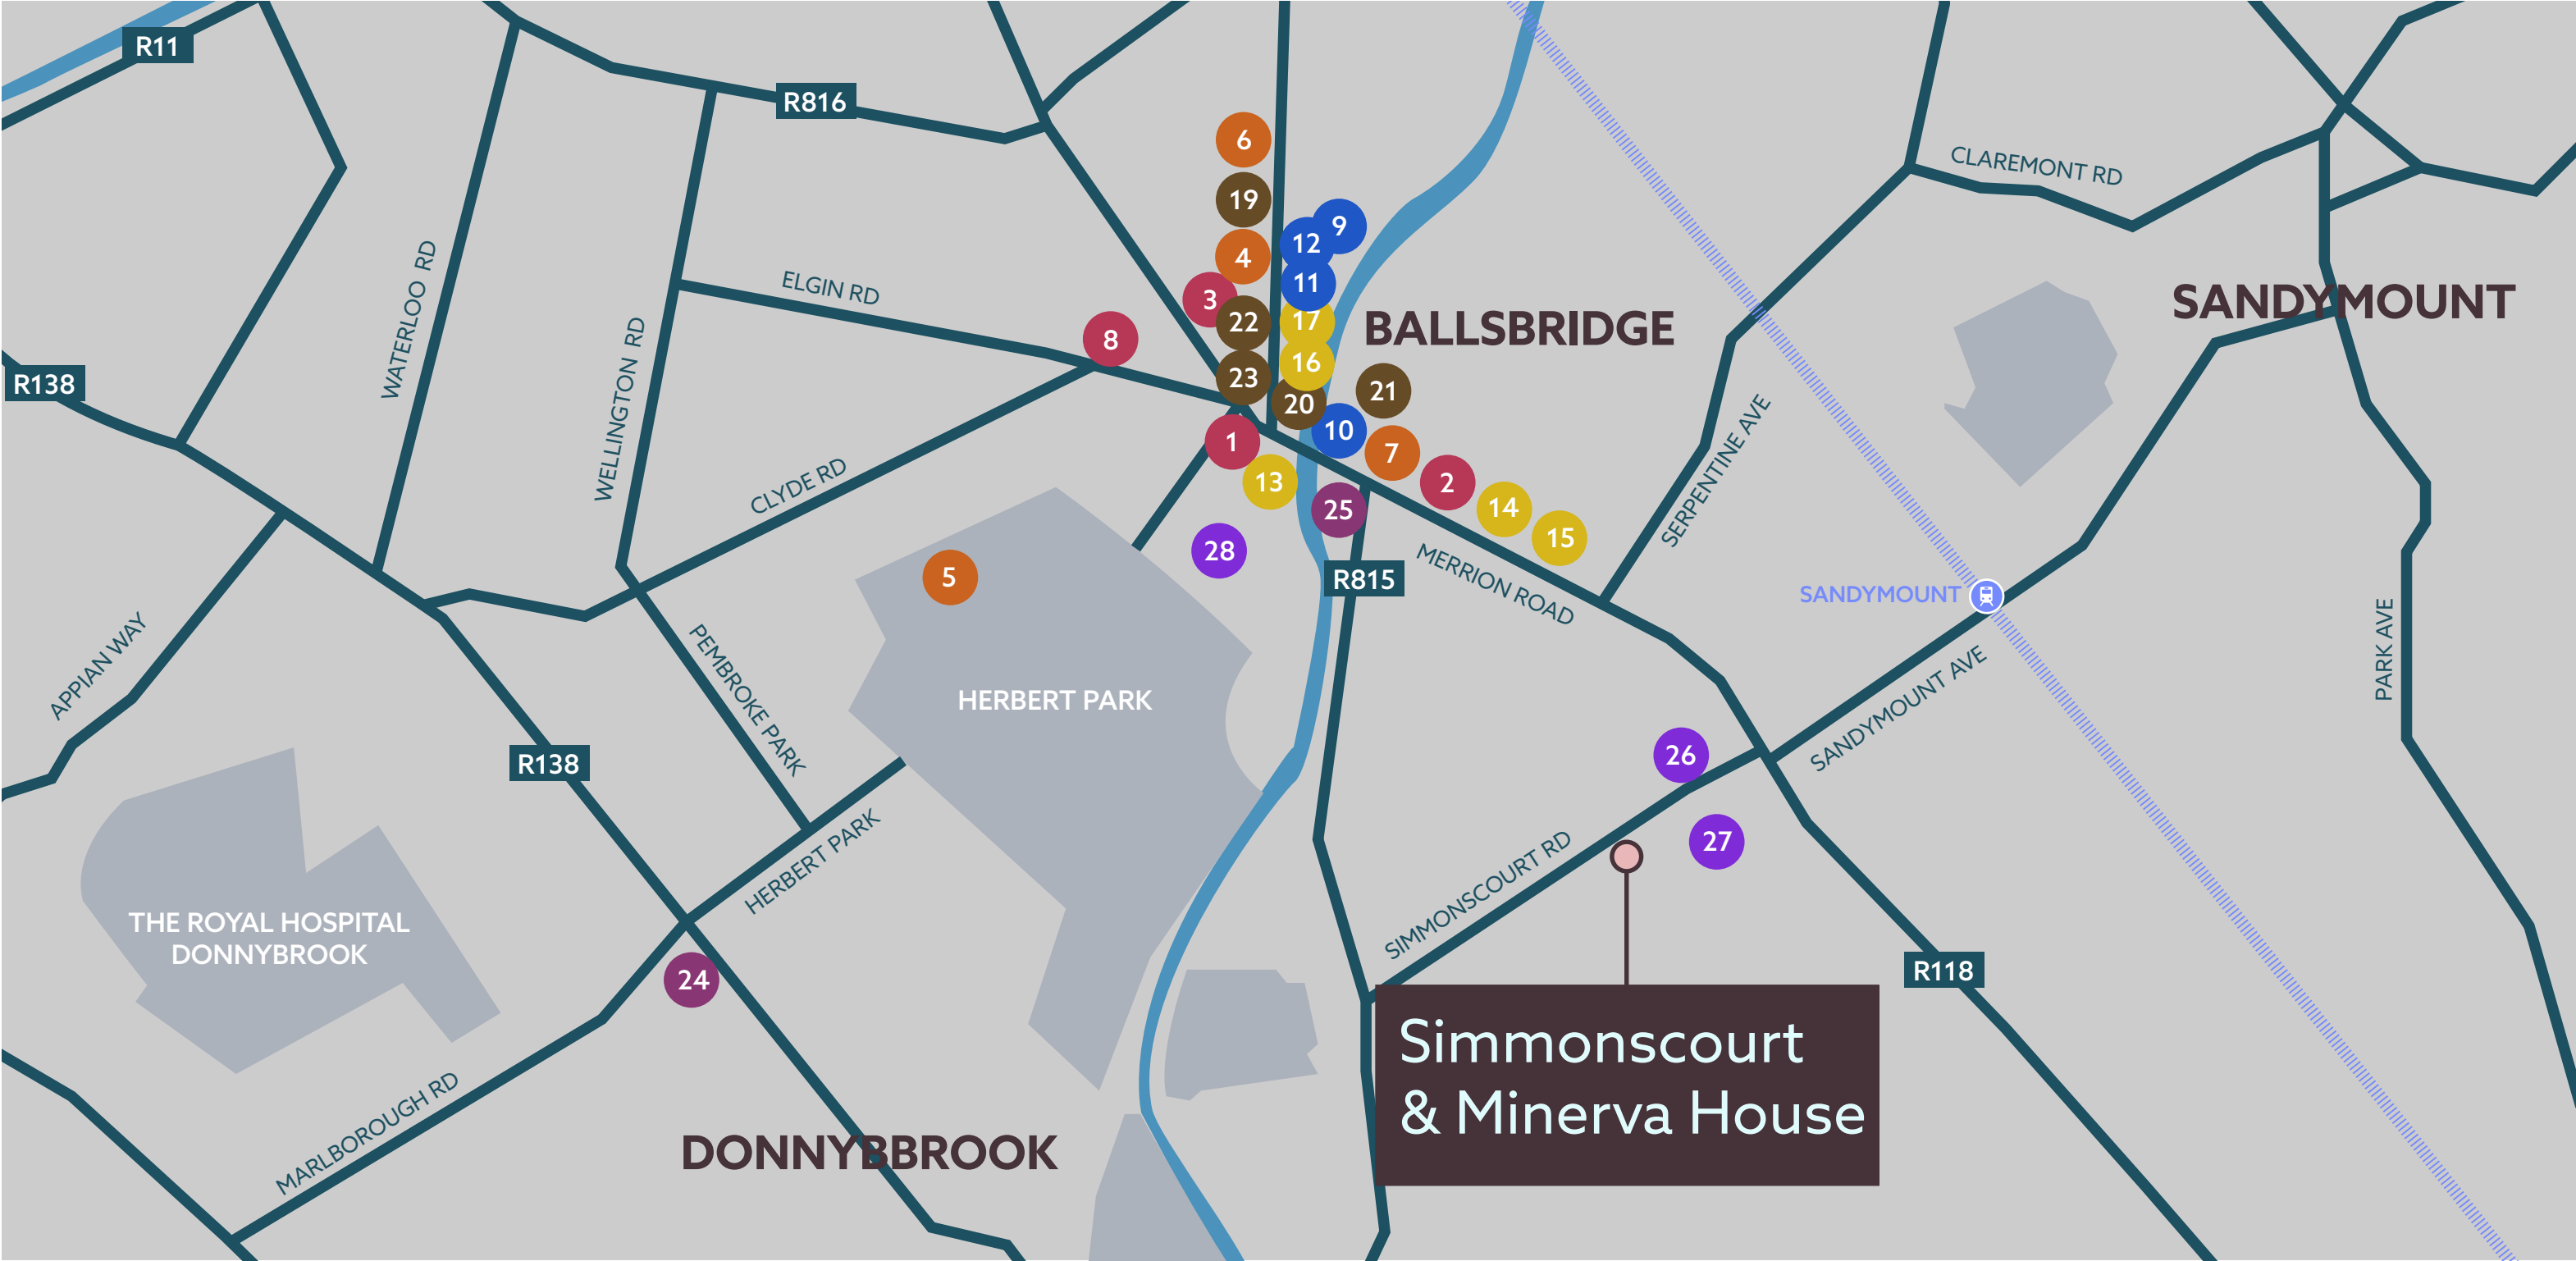 R11
R816
6
CLAREMONT RD
19
9
12
4
WATERLOO RD
ELGIN RD
11
3
SANDYMOUNT
22
17
BALLSBRIDGE
8
WELLINGTON RD
16
R138
23
21
20
10
1
7
SERPENTINE AVE
CLYDE RD
13
2
25
14
15
28
5
R815
MERRION ROAD
SANDYMOUNT
PARK AVE
APPIAN WAY
PEMBROKE PARK
HERBERT PARK
SANDYMOUNT AVE
26
R138
27
HERBERT PARK
SIMMONSCOURT RD
THE ROYAL HOSPITAL
DONNYBROOK
24
R118
Simmonscourt
& Minerva House
MARLBOROUGH RD
DONNYBBROOK